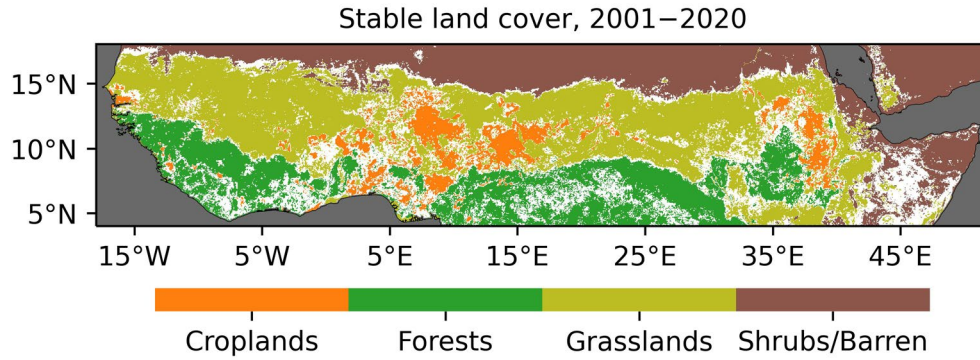 Stable land cover, 2001−2020
15°N
10°N
5°N
15°W 5°W 5°E 15°E 25°E 35°E 45°E
Croplands Forests Grasslands Shrubs/Barren